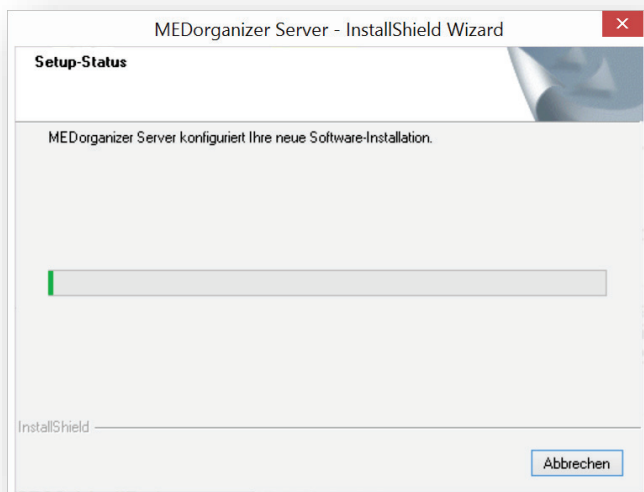 MEDorganizer Server - InstallShield Wizard
Setup-Status
MEDorganizer Server konfiguriert Ihre neue Software-Installation.
InstallShield
Abbrechen